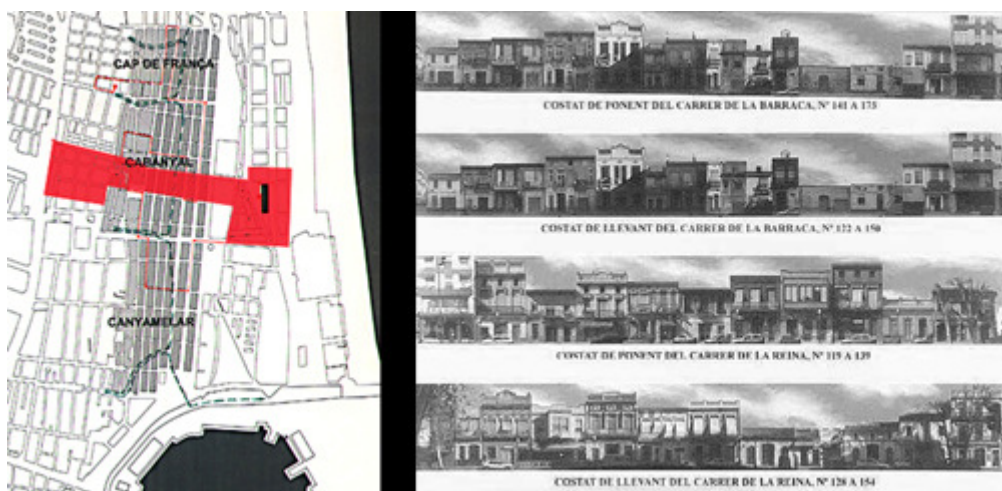 CAP DE FRANÇA
CABANYAL
CANYAMELAR
COSTAT DE PONENT DEL CARRER DE LA BARRACA, Nº 141 A 173
COSTAT DE LLEVANT DEL CARRER DE LA BARRACA, Nº 122 A 150
COSTAT DE PONENT DEL CARRER DE LA REINA, Nº 119 A 139
COSTAT DE LLEVANT DEL CARRER DE LA REINA, Nº 128 A 154